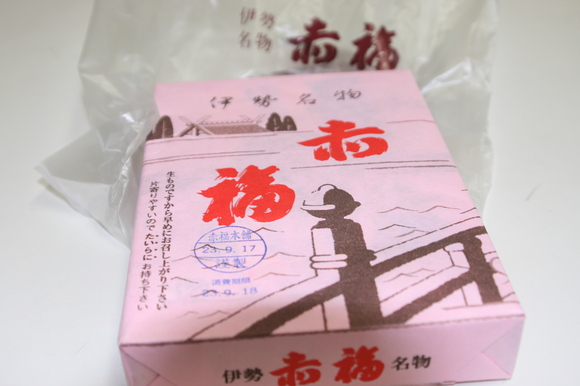 伊勢
名物
赤福
伊勢名物
赤
福
生ものですから早めにお召し上がり下さい
片寄りやすいのでたいらにお持ち下さい
赤福本舗
23.9.17
謹製
消費期限
23.9.18
伊勢 赤福 名物